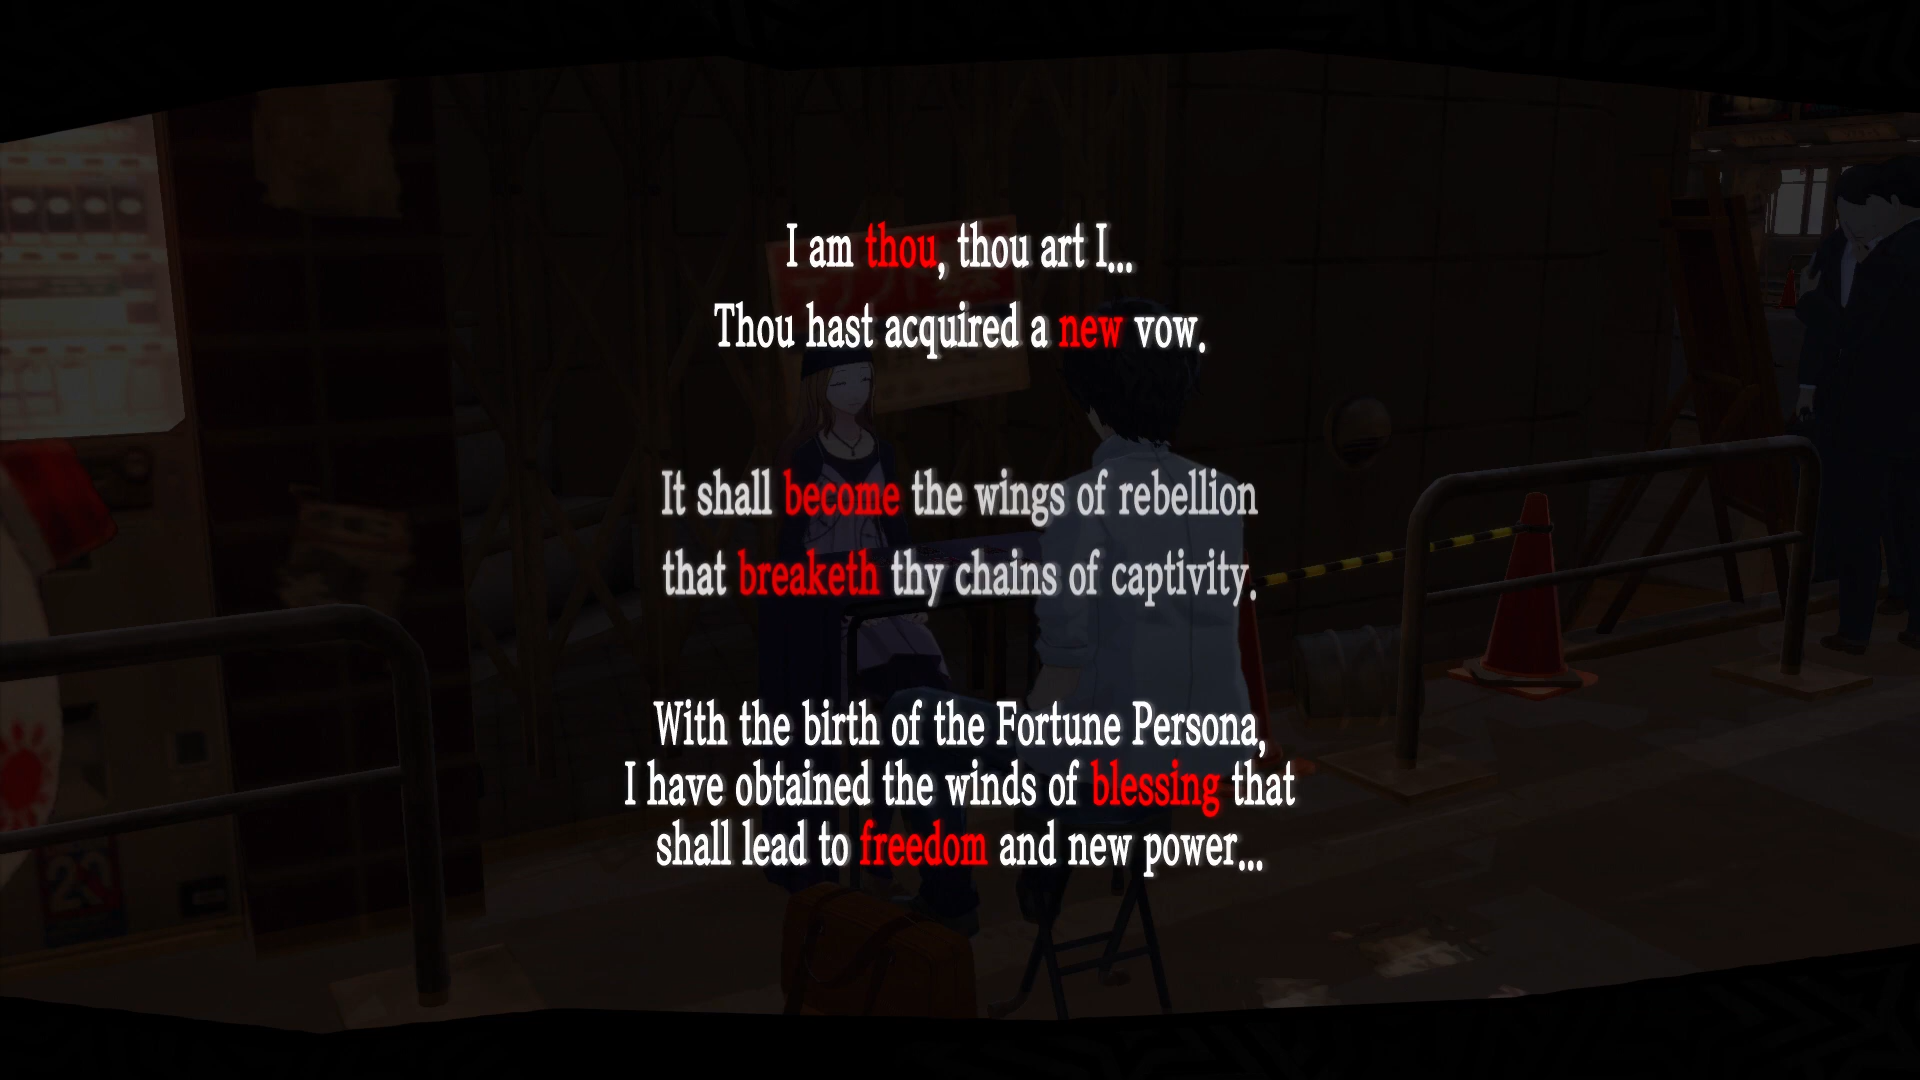 I am thou, thou art I...
Thou hast acquired a new vow.
It shall become the wings of rebellion
that breaketh thy chains of captivity.
With the birth of the Fortune Persona,
I have obtained the winds of blessing that
shall lead to freedom and new power...